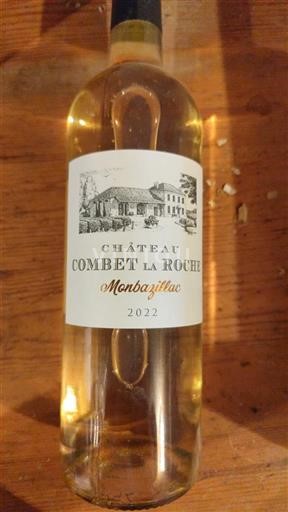 CHÂTEAU
COMBET LA ROCHE
Monbazillac
2022